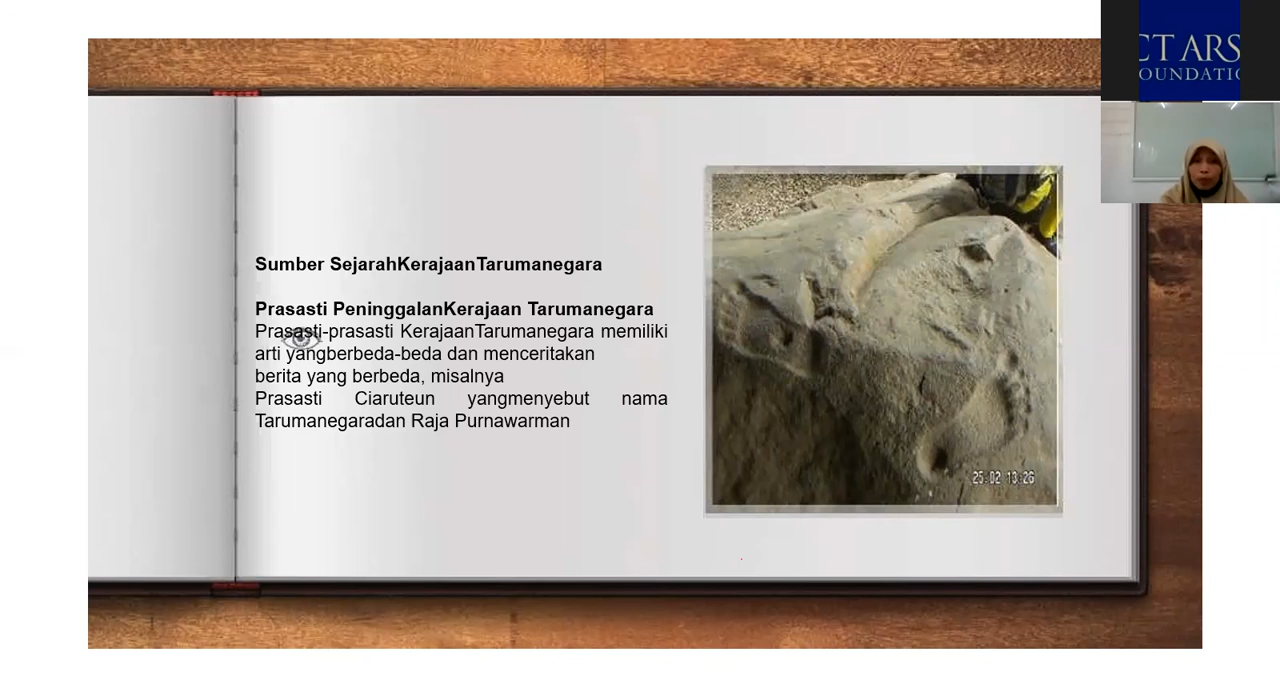 CT ARS
OUNDATIO
Sumber SejarahKerajaanTarumanegara
Prasasti PeninggalanKerajaan Tarumanegara
Prasasti-prasasti KerajaanTarumanegara memiliki
arti yangberbeda-beda dan menceritakan
berita yang berbeda, misalnya
Prasasti Ciaruteun yangmenyebut nama
Tarumanegaradan Raja Purnawarman
25.02 13:26